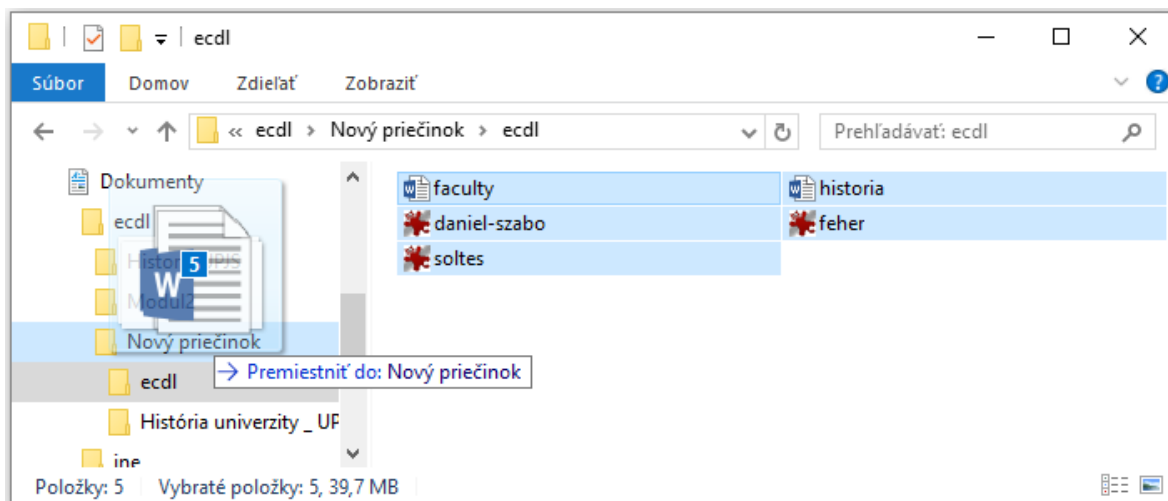 ecdl
Súbor Domov Zdieľať Zobraziť
« ecdl › Nový priečinok › ecdl Prehľadávať: ecdl
Dokumenty
ecdl
Modul2
Nový priečinok
→ Premiestniť do: Nový priečinok
ecdl
História univerzity _ UP
ine
faculty historia
daniel-szabo feher
soltes
W 5
Položky: 5 Vybraté položky: 5, 39,7 MB